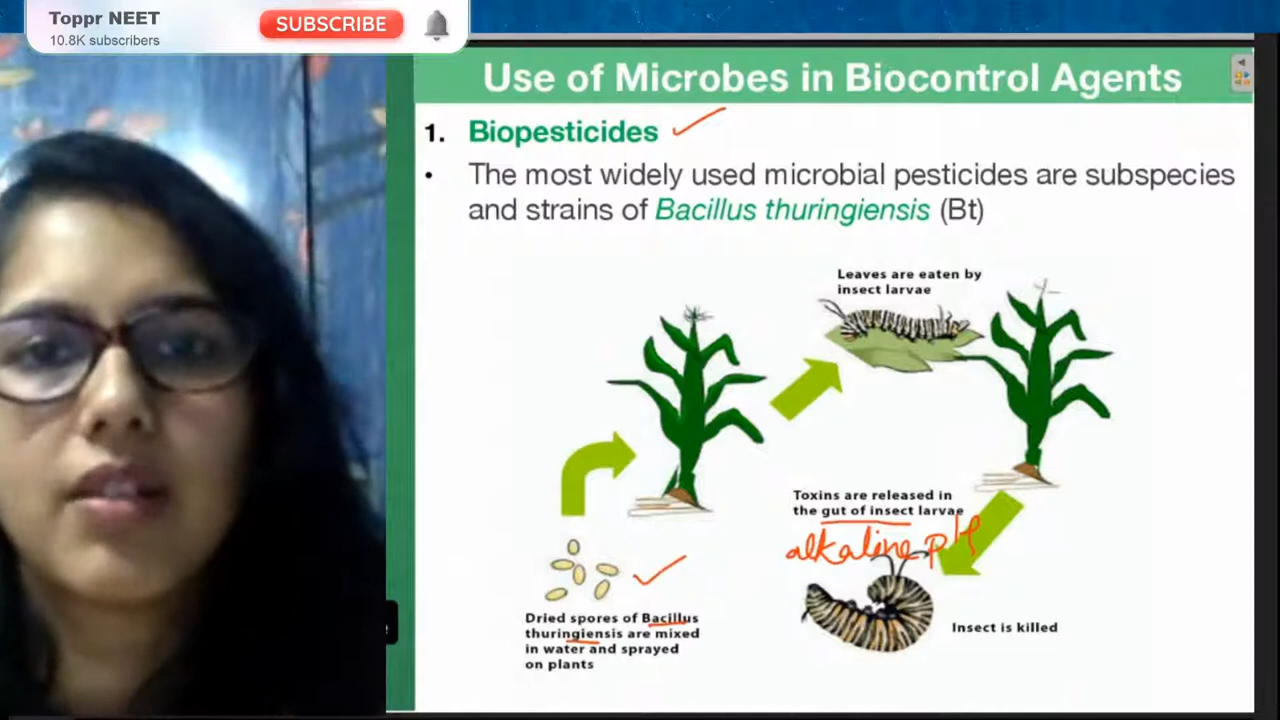 Toppr NEET
10.8K subscribers
SUBSCRIBE
Use of Microbes in Biocontrol Agents
1. Biopesticides
• The most widely used microbial pesticides are subspecies
and strains of Bacillus thuringiensis (Bt)
Leaves are eaten by
insect larvae
Toxins are released in
the gut of insect larvae
alkaline pH
Dried spores of Bacillus
thuringiensis are mixed
in water and sprayed
on plants
Insect is killed